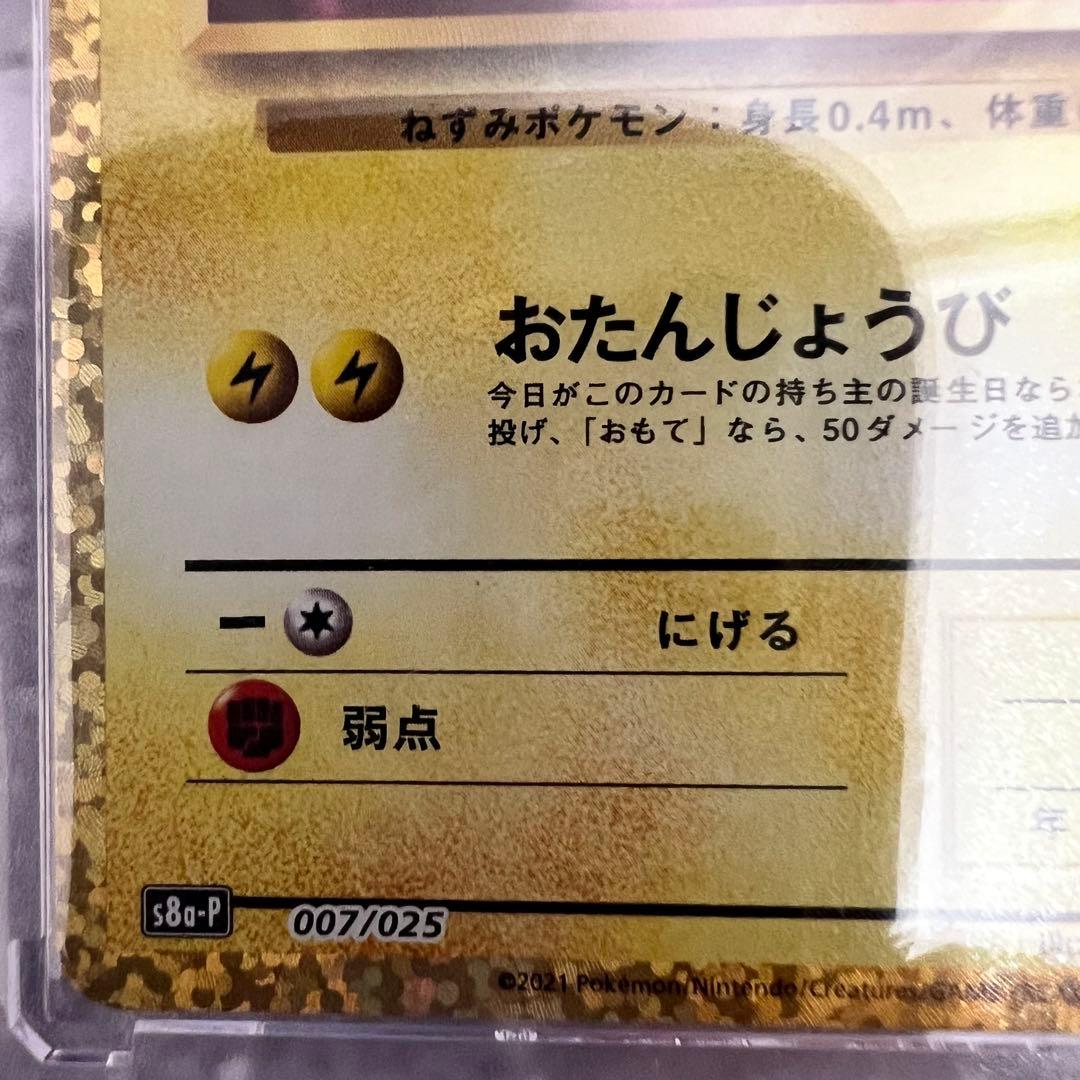 ねずみポケモン：身長0.4m、 体重
おたんじょうび
今日がこのカードの持ち主の誕生日なら
投げ、「おもて」なら、50ダメージを追加
ー にげる
弱点
年
s8a-P 007/025
©2021 Pokémon/Nintendo/Creatures/GAME